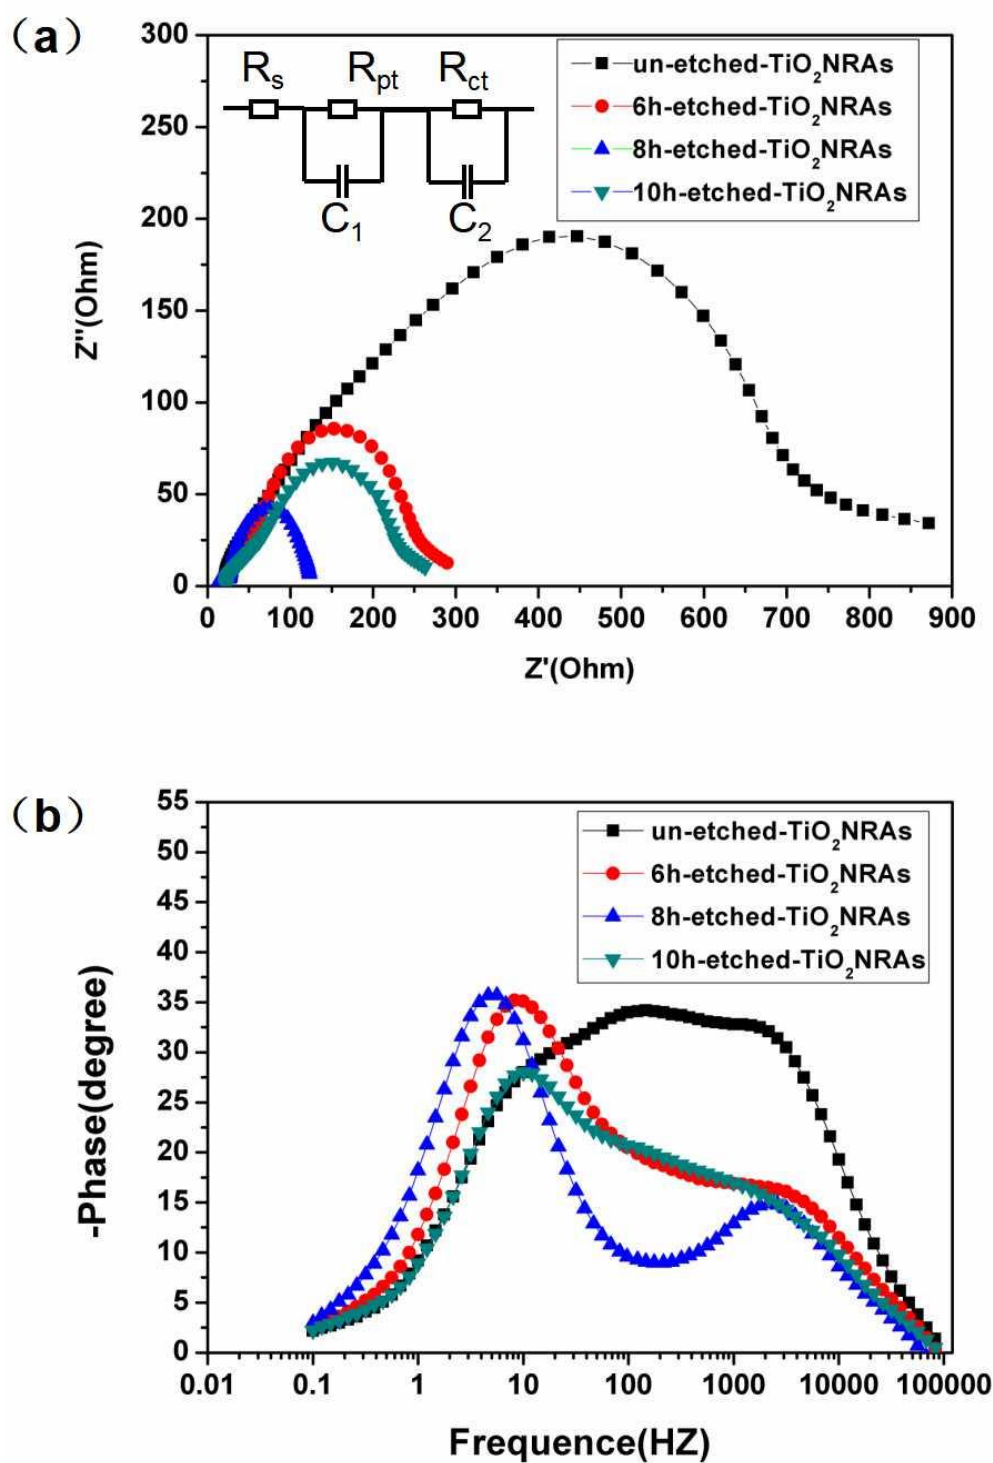 (a)
300
250
200
150
100
50
0
Z''(Ohm)
Rs Rpt Rct
C1 C2
un-etched-TiO2NRAs
6h-etched-TiO2NRAs
8h-etched-TiO2NRAs
10h-etched-TiO2NRAs
0 100 200 300 400 500 600 700 800 900
Z'(Ohm)
(b)
55
50
45
40
35
30
25
20
15
10
5
0
-Phase(degree)
un-etched-TiO2NRAs
6h-etched-TiO2NRAs
8h-etched-TiO2NRAs
10h-etched-TiO2NRAs
0.01 0.1 1 10 100 1000 10000 100000
Frequence(HZ)